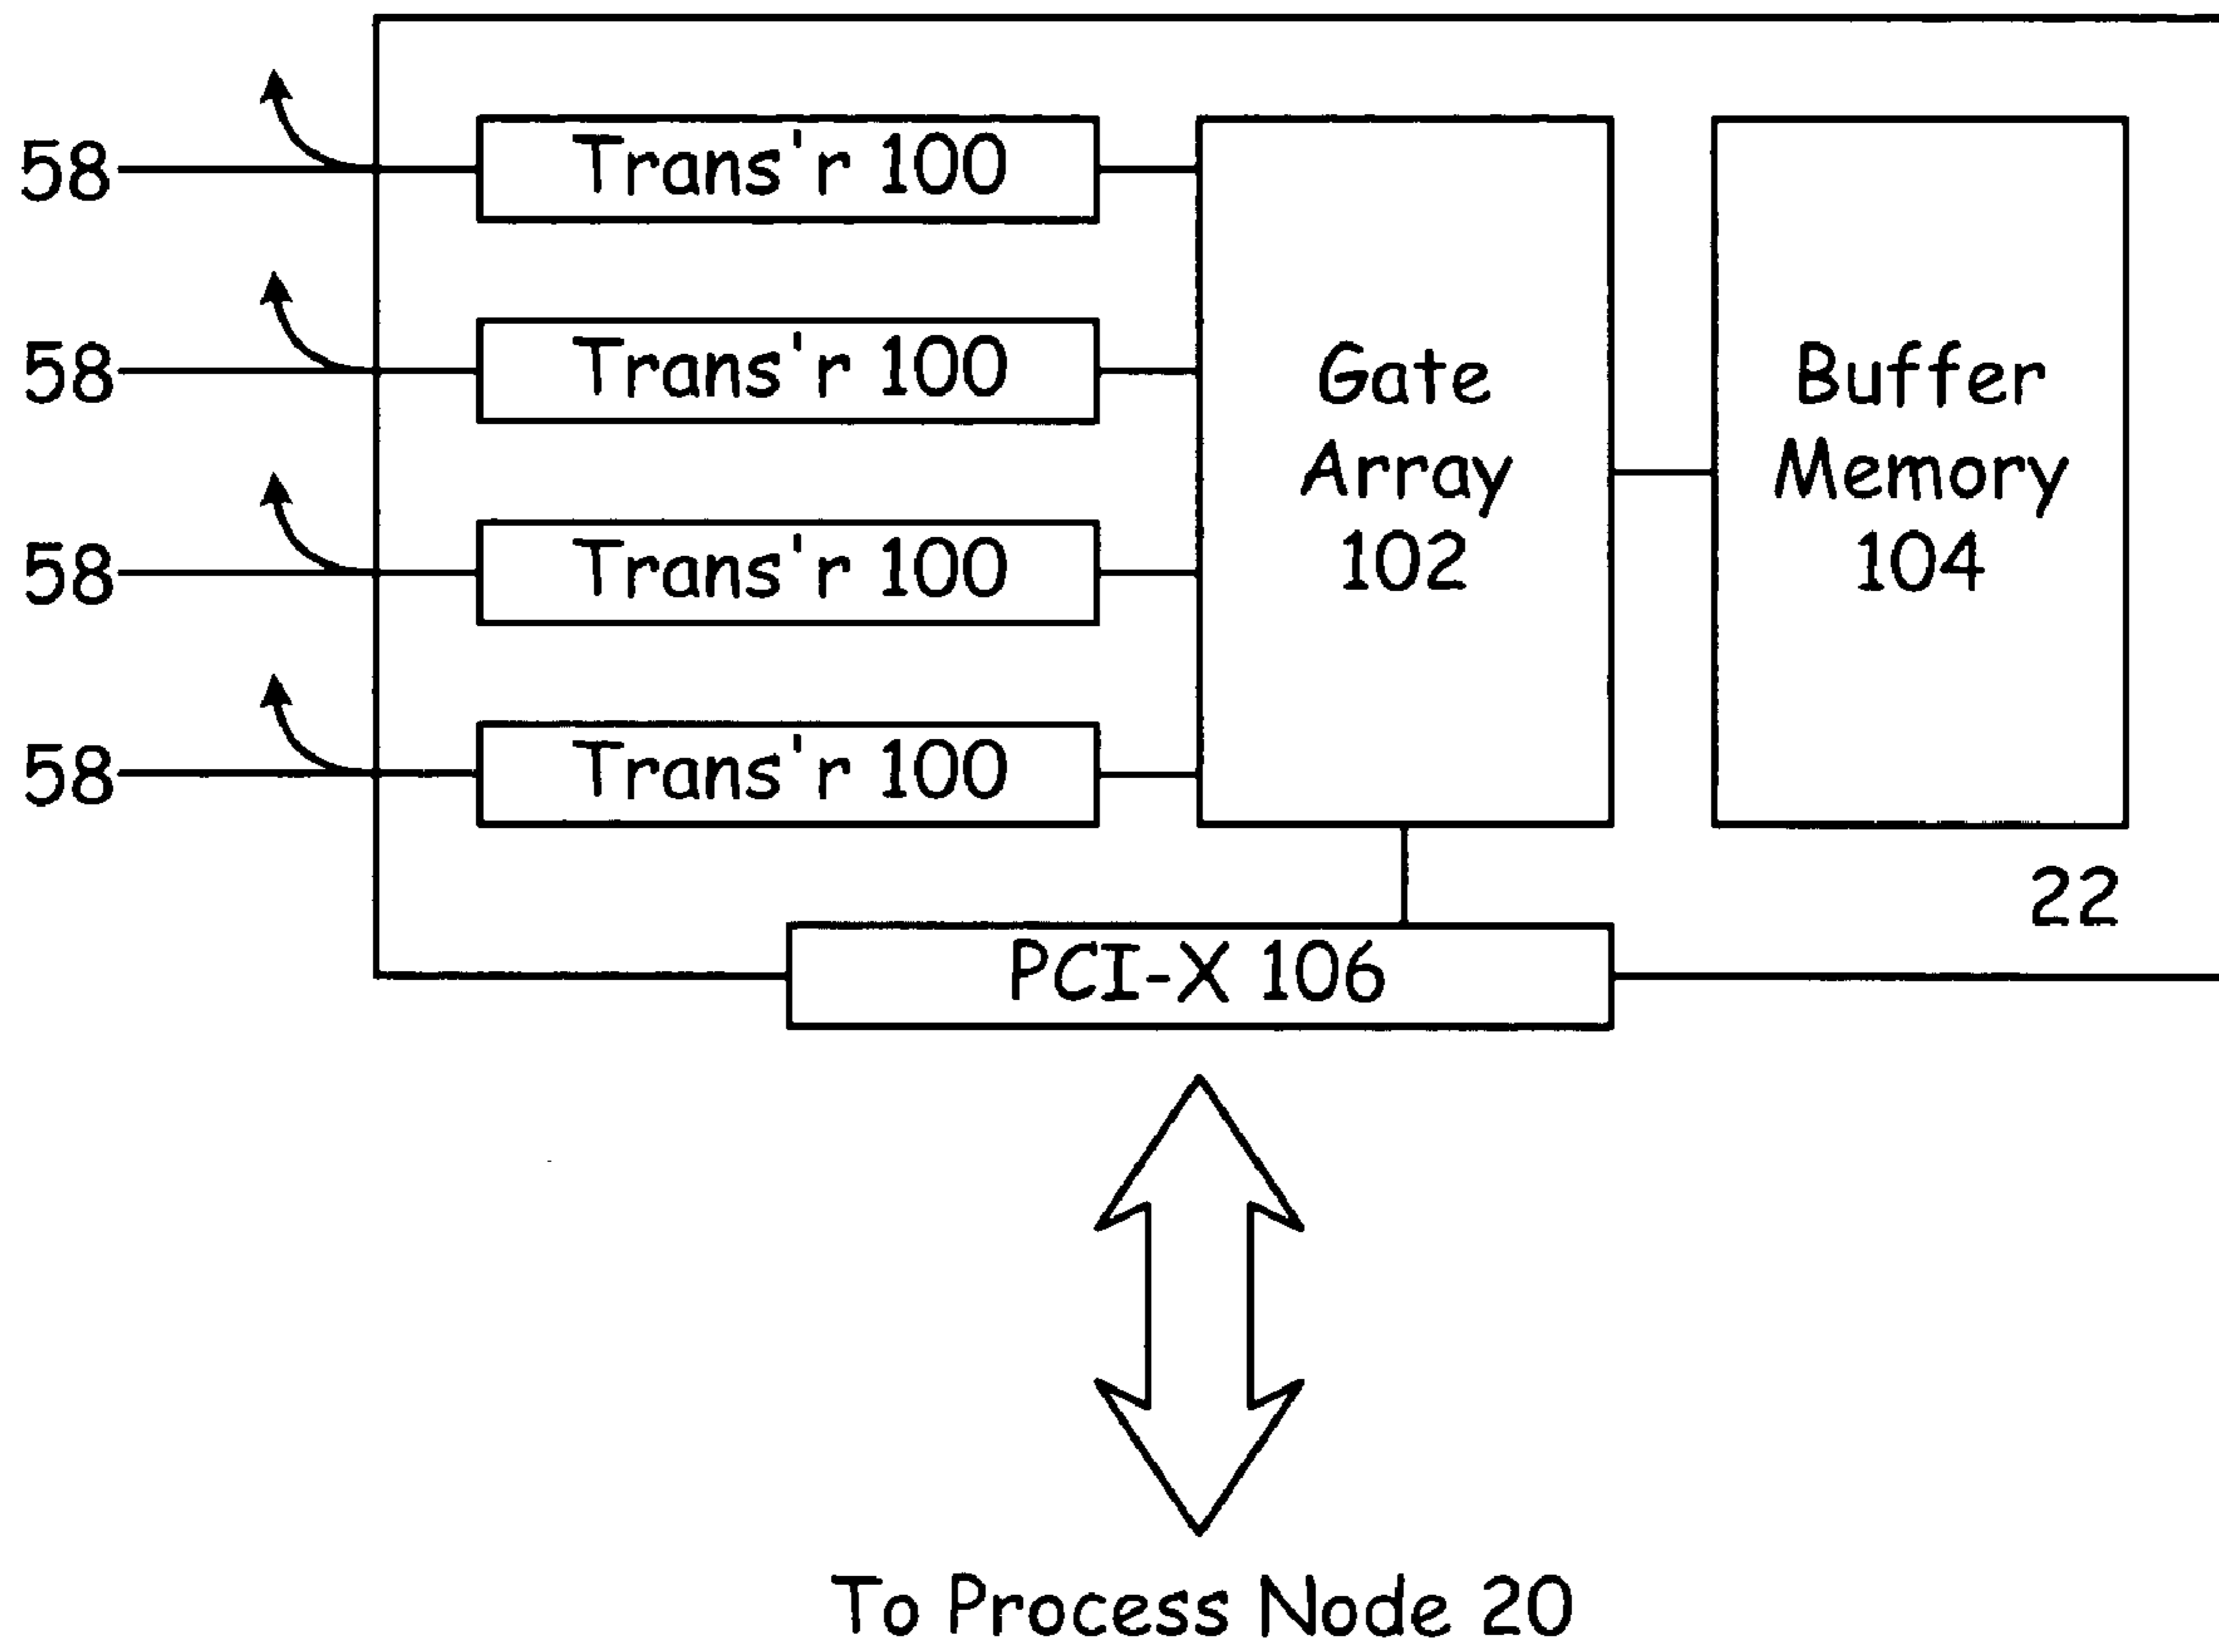 58
Trans'r 100
58
Trans'r 100
58
Trans'r 100
58
Trans'r 100
Gate
Array
102
Buffer
Memory
104
22
PCI-X 106
To Process Node 20